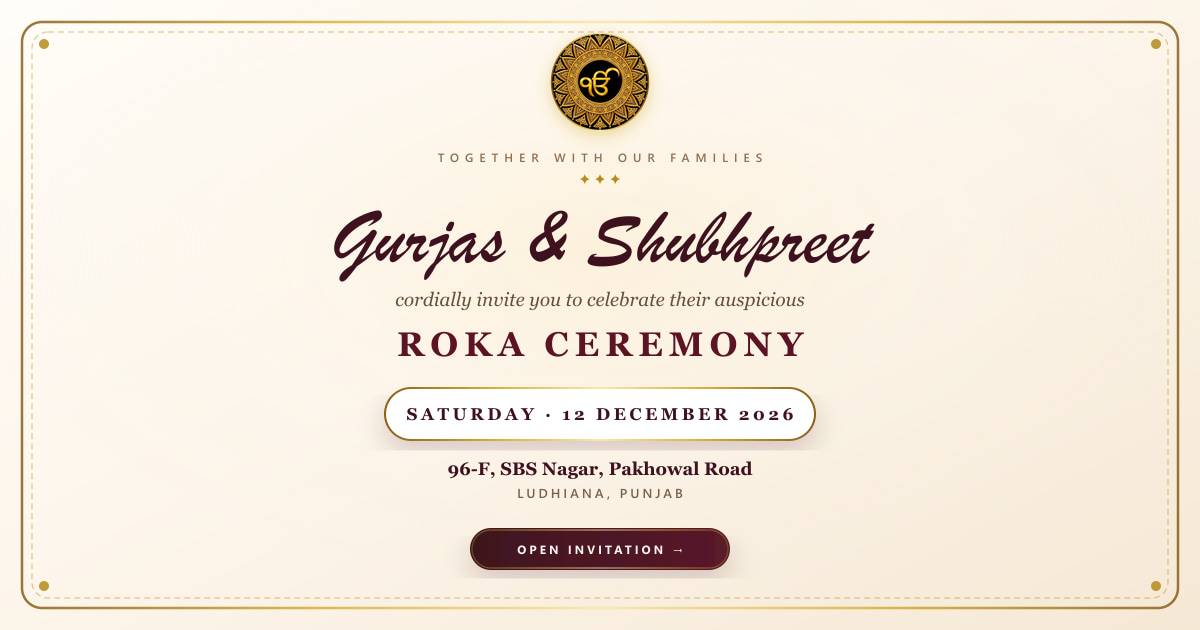 ੴ
TOGETHER WITH OUR FAMILIES
Gurjas & Shubhpreet
cordially invite you to celebrate their auspicious
ROKA CEREMONY
SATURDAY · 12 DECEMBER 2026
96-F, SBS Nagar, Pakhowal Road
LUDHIANA, PUNJAB
OPEN INVITATION →